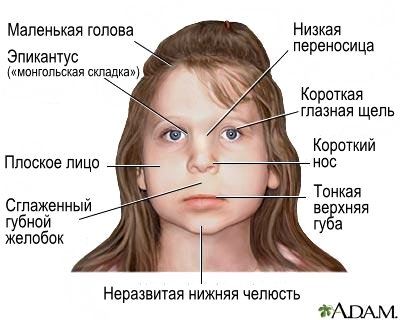 Маленькая голова
Эпикантус
(«монгольская складка»)
Плоское лицо
Сглаженный
губной
желобок
Низкая
переносица
Короткая
глазная щель
Короткий
нос
Тонкая
верхняя
губа
Неразвитая нижняя челюсть
ADAM.